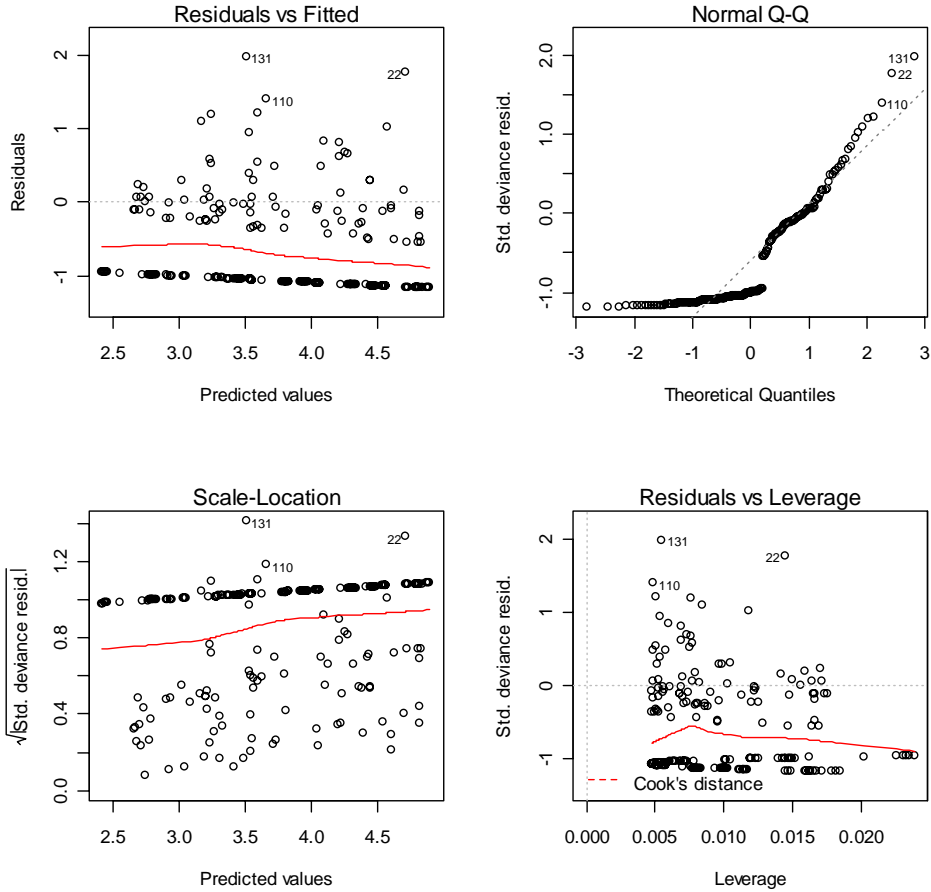 Residuals vs Fitted
Residuals
2
1
0
-1
131
22
110
2.5 3.0 3.5 4.0 4.5
Predicted values
Normal Q-Q
Std. deviance resid.
2.0
1.0
0.0
-1.0
131
22
110
-3 -2 -1 0 1 2 3
Theoretical Quantiles
Scale-Location
√|Std. deviance resid.|
1.2
0.8
0.4
0.0
131
22
110
2.5 3.0 3.5 4.0 4.5
Predicted values
Residuals vs Leverage
Std. deviance resid.
2
1
0
-1
131
22
110
Cook's distance
0.000 0.005 0.010 0.015 0.020
Leverage